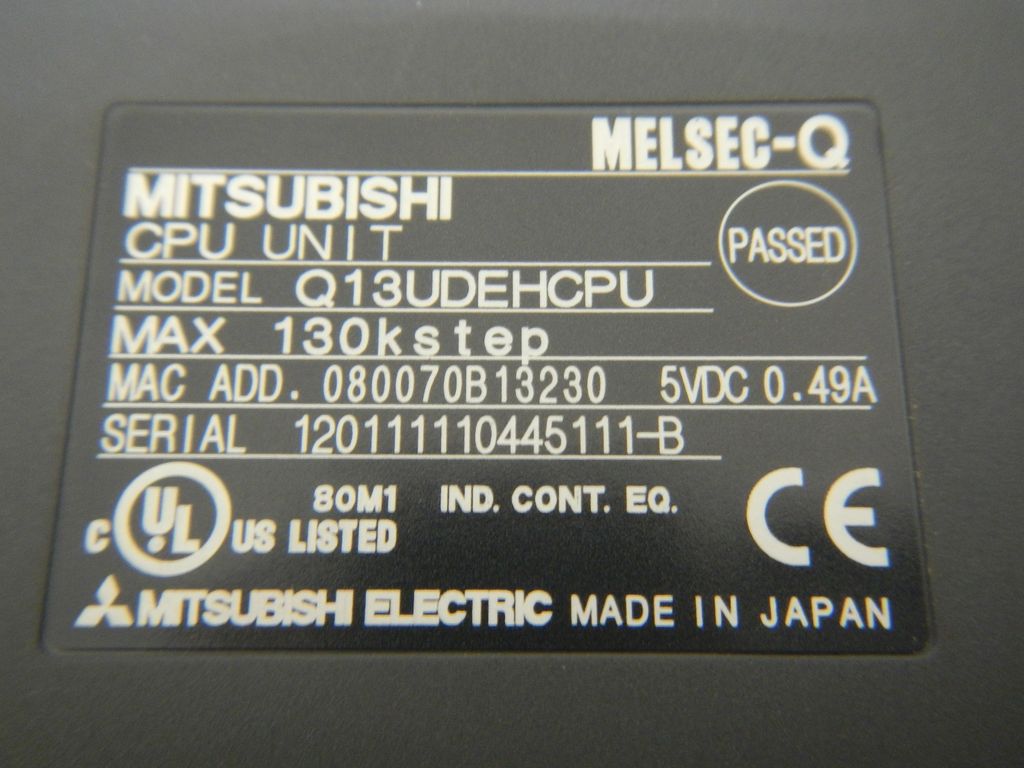 MELSEC-Q
MITSUBISHI
CPU UNIT
PASSED
MODEL Q13UDEHCPU
MAX 130kstep
MAC ADD. 080070B13230 5VDC 0.49A
SERIAL 120111110445111-B
80M1 IND. CONT. EQ.
C UL US LISTED
CE
MITSUBISHI ELECTRIC MADE IN JAPAN